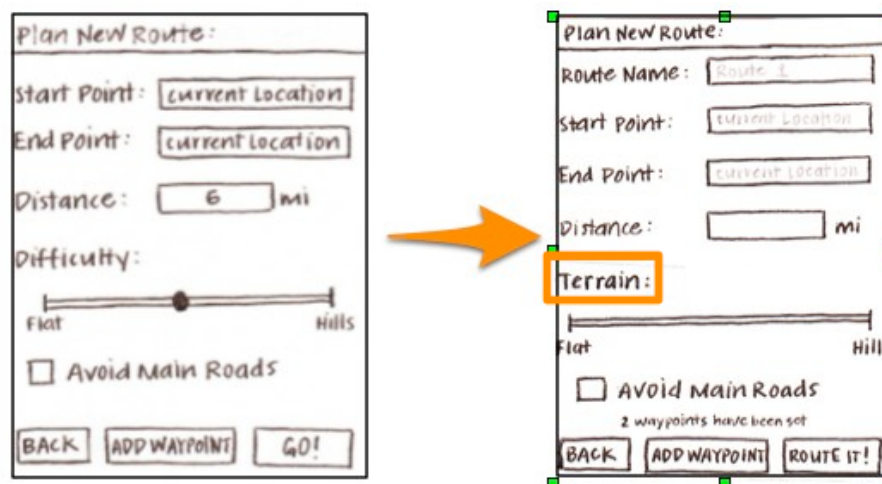 Plan New Route:
Start Point: current Location
End Point: current Location
Distance: 6 mi
Difficulty:
Flat Hills
Avoid Main Roads
BACK ADD WAYPOINT GO!
Plan New Route:
Route Name: Route 1
Start Point: current Location
End Point: current Location
Distance: mi
Terrain:
Flat Hill
Avoid Main Roads
2 waypoints have been set
BACK ADD WAYPOINT ROUTE IT!